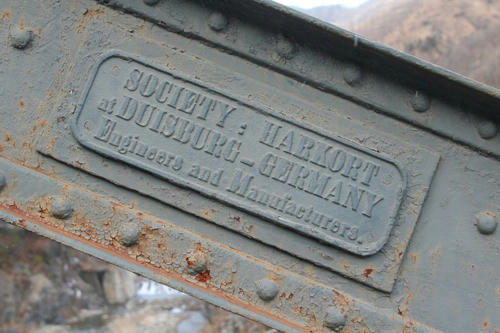 SOCIETY: HARKORT
at DUISBURG-GERMANY
Engineers and Manufacturers.